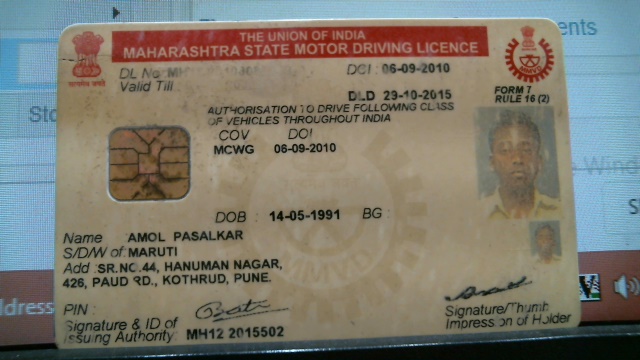 THE UNION OF INDIA
MAHARASHTRA STATE MOTOR DRIVING LICENCE
DL No
DOI : 06-09-2010
Valid Till :
DLD 29-10-2015
FORM 7
RULE 16 (2)
AUTHORISATION TO DRIVE FOLLOWING CLASS
OF VEHICLES THROUGHOUT INDIA
COV DOI
MCWG 06-09-2010
MMVD
DOB : 14-05-1991 BG :
Name AMOL PASALKAR
S/D/W of MARUTI
Add :SR.NO.44, HANUMAN NAGAR,
426, PAUD RD., KOTHRUD, PUNE.
PIN :
Signature & ID of
Issuing Authority: MH12 2015502
Signature/Thumb
Impression of Holder